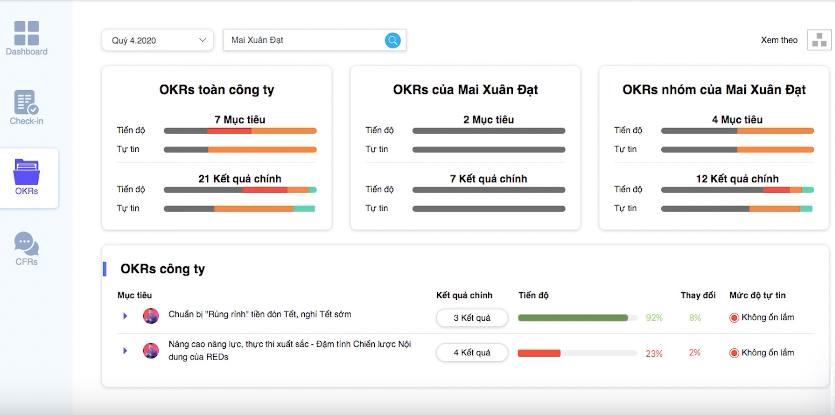 Dashboard
Check-in
OKRs
CFRs
Quý 4.2020
Mai Xuân Đạt
Xem theo
OKRs toàn công ty
7 Mục tiêu
Tiến độ
Tự tin
21 Kết quả chính
Tiến độ
Tự tin
OKRs của Mai Xuân Đạt
2 Mục tiêu
Tiến độ
Tự tin
7 Kết quả chính
Tiến độ
Tự tin
OKRs nhóm của Mai Xuân Đạt
4 Mục tiêu
Tiến độ
Tự tin
12 Kết quả chính
Tiến độ
Tự tin
OKRs công ty
Mục tiêu Kết quả chính Tiến độ Thay đổi Mức độ tự tin
Chuẩn bị "Rủng rỉnh" tiền đón Tết, nghỉ Tết sớm 3 Kết quả 92% 8% Không ổn lắm
Nâng cao năng lực, thực thi xuất sắc - Đậm tính Chiến lược Nội
dung của REDs 4 Kết quả 23% 2% Không ổn lắm